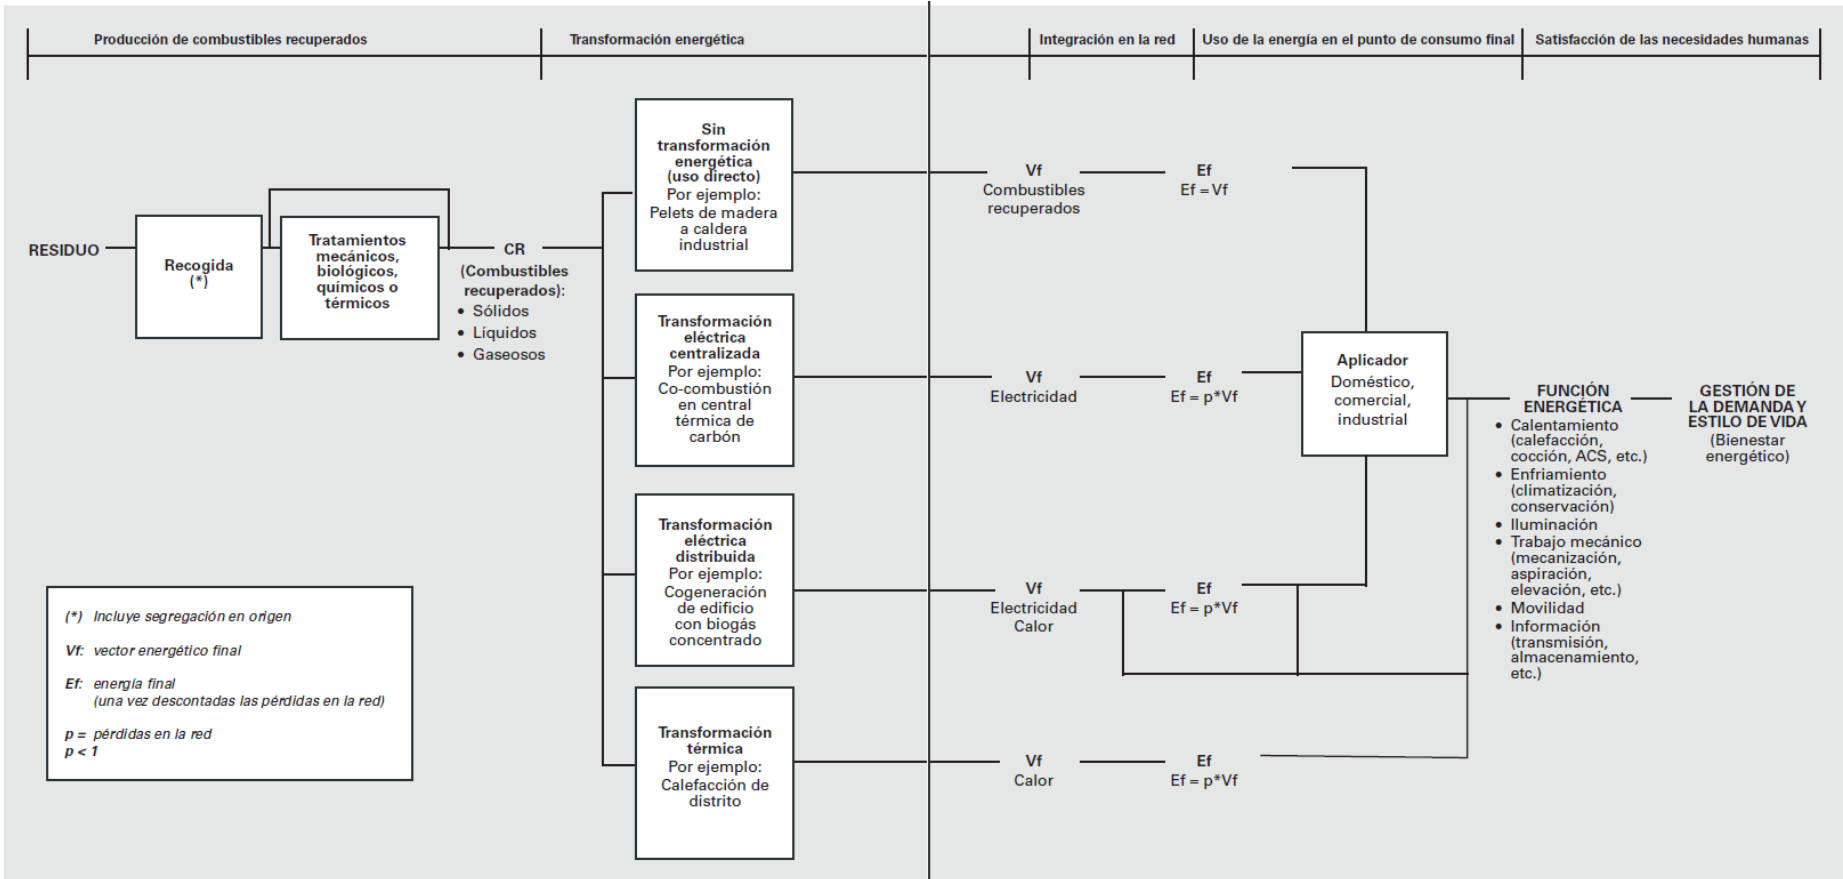 Producción de combustibles recuperados
Transformación energética
Integración en la red
Uso de la energía en el punto de consumo final
Satisfacción de las necesidades humanas
RESIDUO
Recogida
(*)
Tratamientos
mecánicos,
biológicos,
químicos o
térmicos
CR
(Combustibles
recuperados):
• Sólidos
• Líquidos
• Gaseosos
Sin
transformación
energética
(uso directo)
Por ejemplo:
Pelets de madera
a caldera
industrial
Transformación
eléctrica
centralizada
Por ejemplo:
Co-combustión
en central
térmica de
carbón
Transformación
eléctrica
distribuida
Por ejemplo:
Cogeneración
de edificio
con biogás
concentrado
Transformación
térmica
Por ejemplo:
Calefacción de
distrito
Vf
Combustibles
recuperados
Ef
Ef = Vf
Vf
Electricidad
Ef
Ef = p*Vf
Vf
Electricidad
Calor
Ef
Ef = p*Vf
Vf
Calor
Ef
Ef = p*Vf
Aplicador
Doméstico,
comercial,
industrial
FUNCIÓN
ENERGÉTICA
• Calentamiento
(calefacción,
cocción, ACS, etc.)
• Enfriamiento
(climatización,
conservación)
• Iluminación
• Trabajo mecánico
(mecanización,
aspiración,
elevación, etc.)
• Movilidad
• Información
(transmisión,
almacenamiento,
etc.)
GESTIÓN DE
LA DEMANDA Y
ESTILO DE VIDA
(Bienestar
energético)
(*) Incluye segregación en origen
Vf: vector energético final
Ef: energía final
(una vez descontadas las pérdidas en la red)
p = pérdidas en la red
p < 1